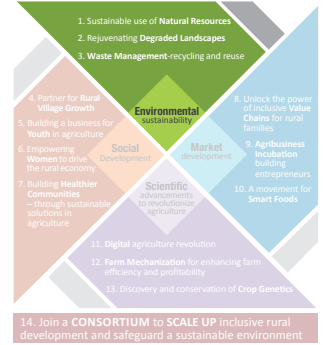 1. Sustainable use of Natural Resources
2. Rejuvenating Degraded Landscapes
3. Waste Management-recycling and reuse
Environmental
sustainability
4. Partner for Rural
Village Growth
5. Building a business for
Youth in agriculture
6. Empowering
Women to drive
the rural economy
7. Building Healthier
Communities
– through sustainable
solutions in
agriculture
Social
Development
Market
development
8. Unlock the power
of inclusive Value
Chains for rural
families
9. Agribusiness
Incubation
building
entrepreneurs
10. A movement for
Smart Foods
Scientific
advancements
to revolutionize
agriculture
11. Digital agriculture revolution
12. Farm Mechanization for enhancing farm
efficiency and profitability
13. Discovery and conservation of Crop Genetics
14. Join a CONSORTIUM to SCALE UP inclusive rural
development and safeguard a sustainable environment